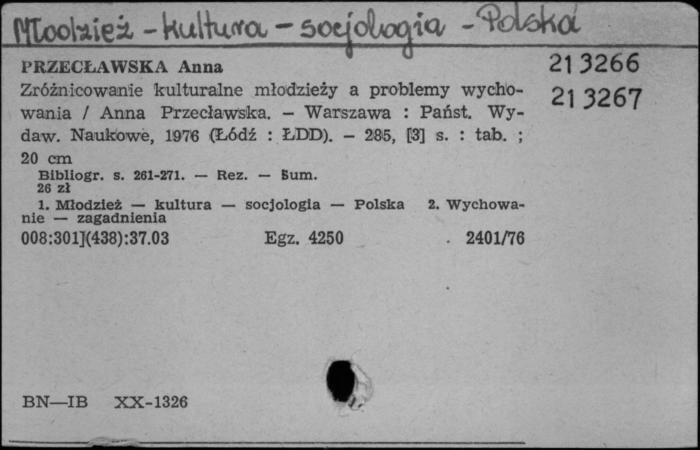 Młodzież - kultura - socjologia - Polska
PRZECŁAWSKA Anna
213266
Zróżnicowanie kulturalne młodzieży a problemy wycho-
213267
wania / Anna Przecławska. — Warszawa : Państ. Wy-
daw. Naukowe, 1976 (Łódź : ŁDD). — 285, [3] s. : tab. ;
20 cm
Bibliogr. s. 261-271. — Rez. — Sum.
26 zł
1. Młodzież — kultura — socjologia — Polska 2. Wychowa-
nie — zagadnienia
008:301](438):37.03 Egz. 4250 2401/76
BN—IB XX-1326